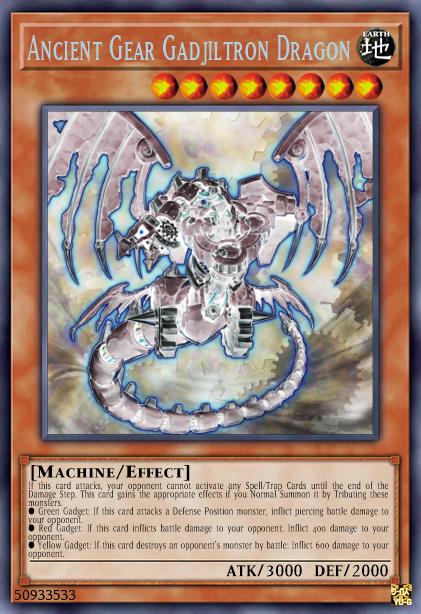 ANCIENT GEAR GADJILTRON DRAGON
EARTH
地
[MACHINE/EFFECT]
If this card attacks, your opponent cannot activate any Spell/Trap Cards until the end of the
Damage Step. This card gains the appropriate effects if you Normal Summon it by Tributing these
monsters.
● Green Gadget: If this card attacks a Defense Position monster, inflict piercing battle damage to
your opponent.
● Red Gadget: If this card inflicts battle damage to your opponent: Inflict 400 damage to your
opponent.
● Yellow Gadget: If this card destroys an opponent's monster by battle: Inflict 600 damage to your
opponent.
ATK/3000 DEF/2000
50933533